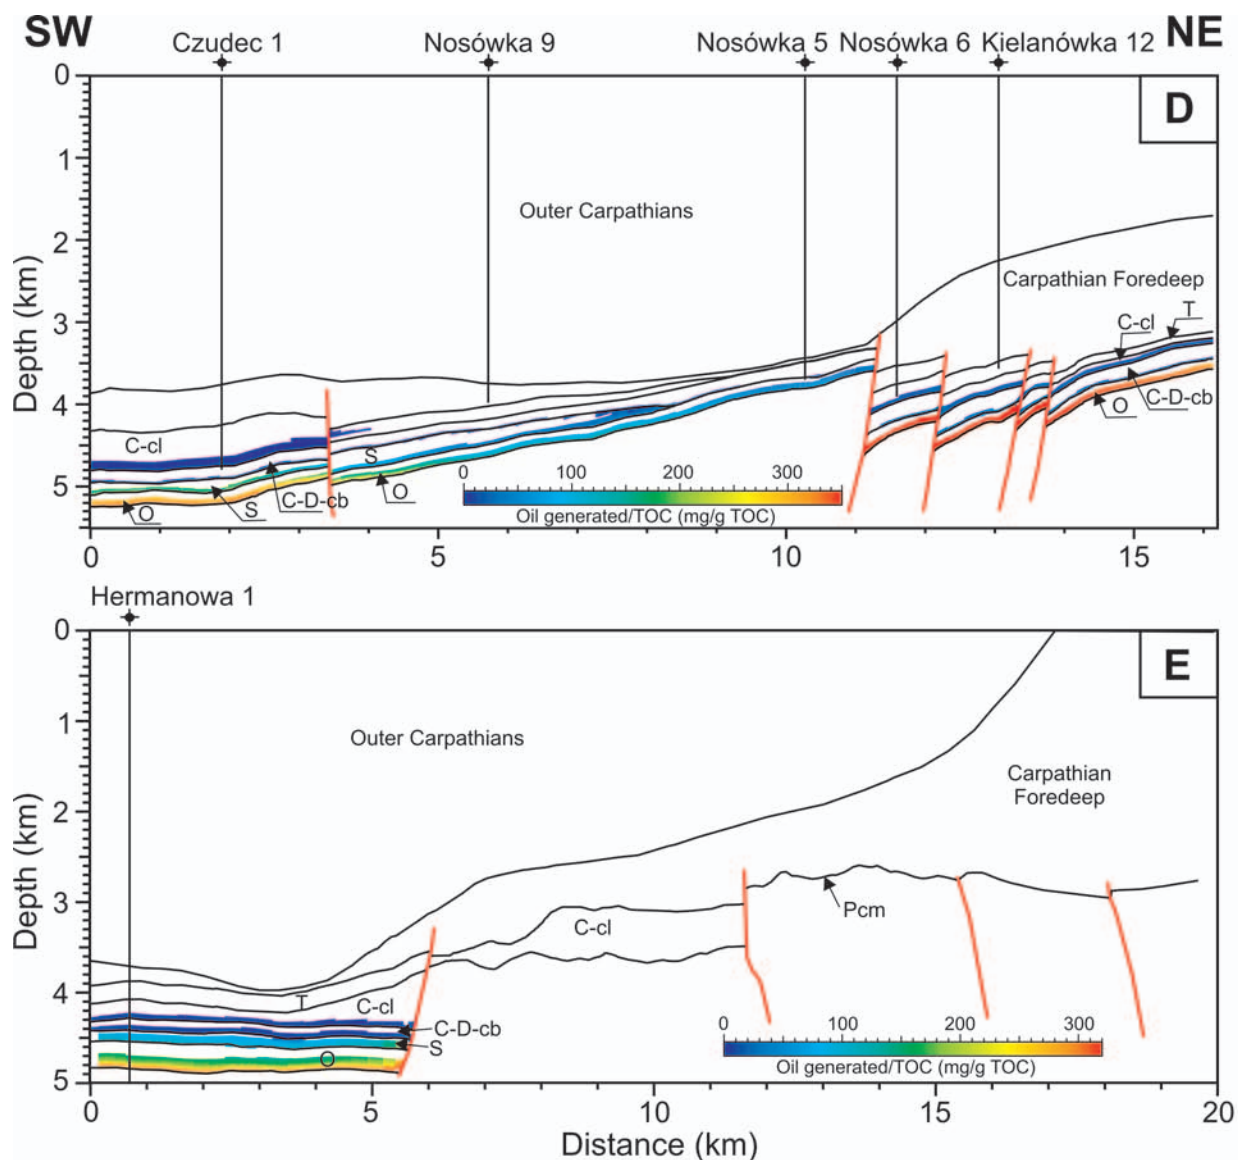 SW
NE
Czudec 1
Nosówka 9
Nosówka 5
Nosówka 6
Kielanówka 12
D
0
1
2
3
4
5
Depth (km)
Outer Carpathians
Carpathian Foredeep
T
C-cl
C-D-cb
O
C-cl
S
C-D-cb
S
O
O
0 100 200 300
Oil generated/TOC (mg/g TOC)
0 5 10 15
Hermanowa 1
E
0
1
2
3
4
5
Depth (km)
Outer Carpathians
Carpathian
Foredeep
Pcm
C-cl
T
C-cl
C-D-cb
S
O
0 100 200 300
Oil generated/TOC (mg/g TOC)
0 5 10 15 20
Distance (km)